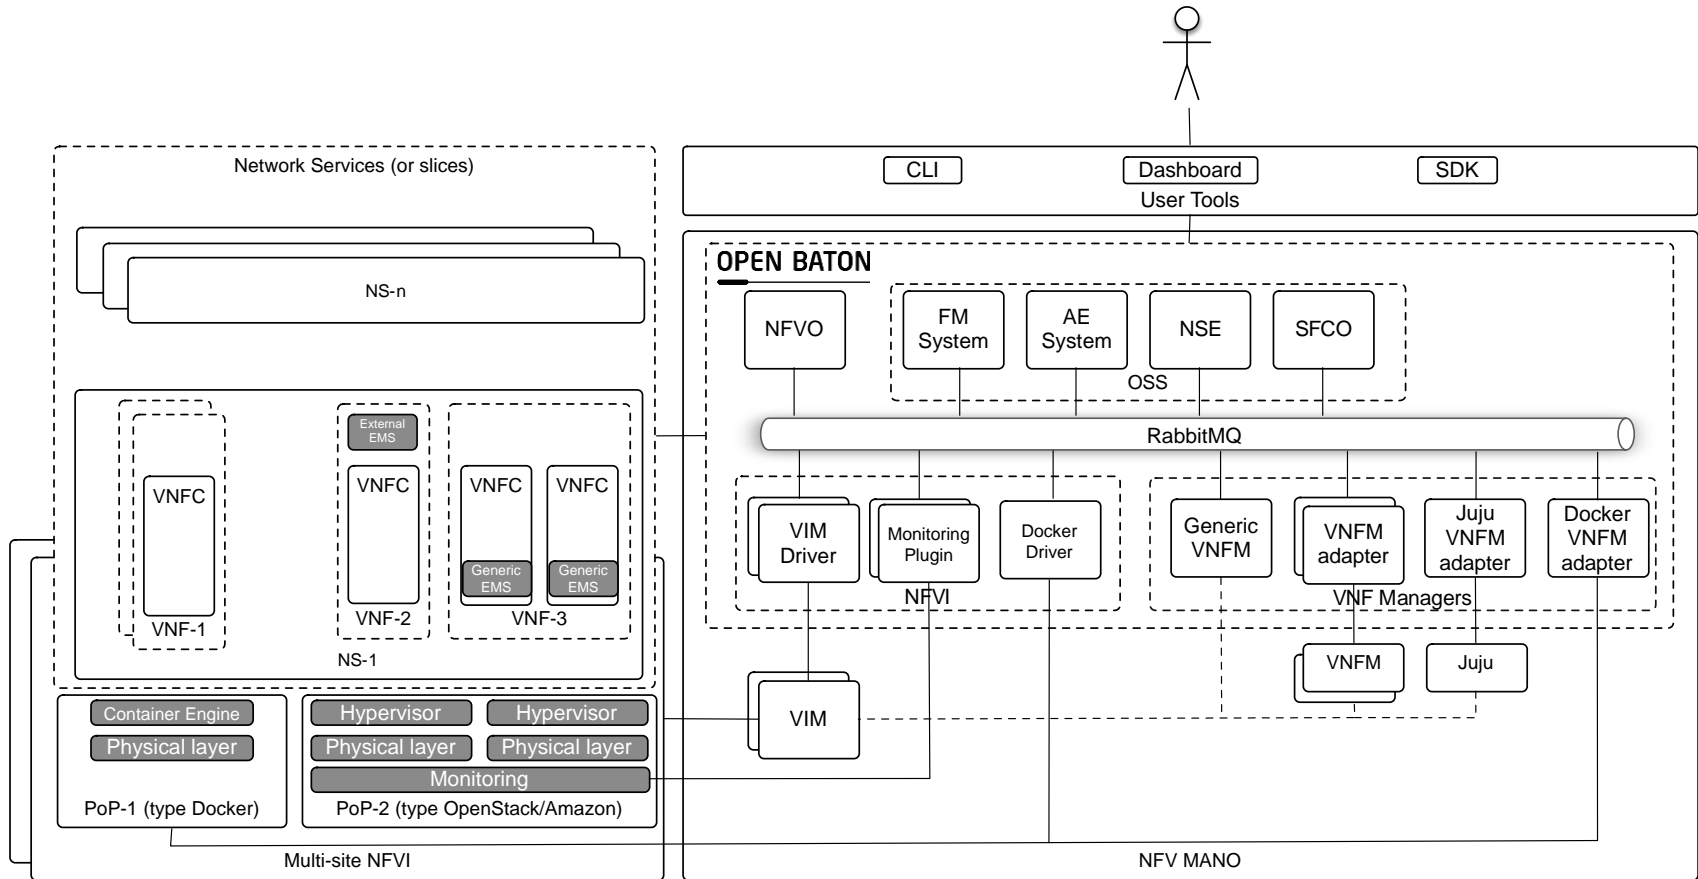 Network Services (or slices)
NS-n
External
EMS
VNFC
VNFC
VNFC
VNFC
Generic
EMS
Generic
EMS
VNF-1
VNF-2
VNF-3
NS-1
Container Engine
Physical layer
PoP-1 (type Docker)
Hypervisor
Hypervisor
Physical layer
Physical layer
Monitoring
PoP-2 (type OpenStack/Amazon)
Multi-site NFVI
CLI
Dashboard
SDK
User Tools
OPEN BATON
NFVO
FM
System
AE
System
NSE
SFCO
OSS
RabbitMQ
VIM
Driver
Monitoring
Plugin
Docker
Driver
NFVI
Generic
VNFM
VNFM
adapter
Juju
VNFM
adapter
Docker
VNFM
adapter
VNF Managers
VNFM
Juju
VIM
NFV MANO